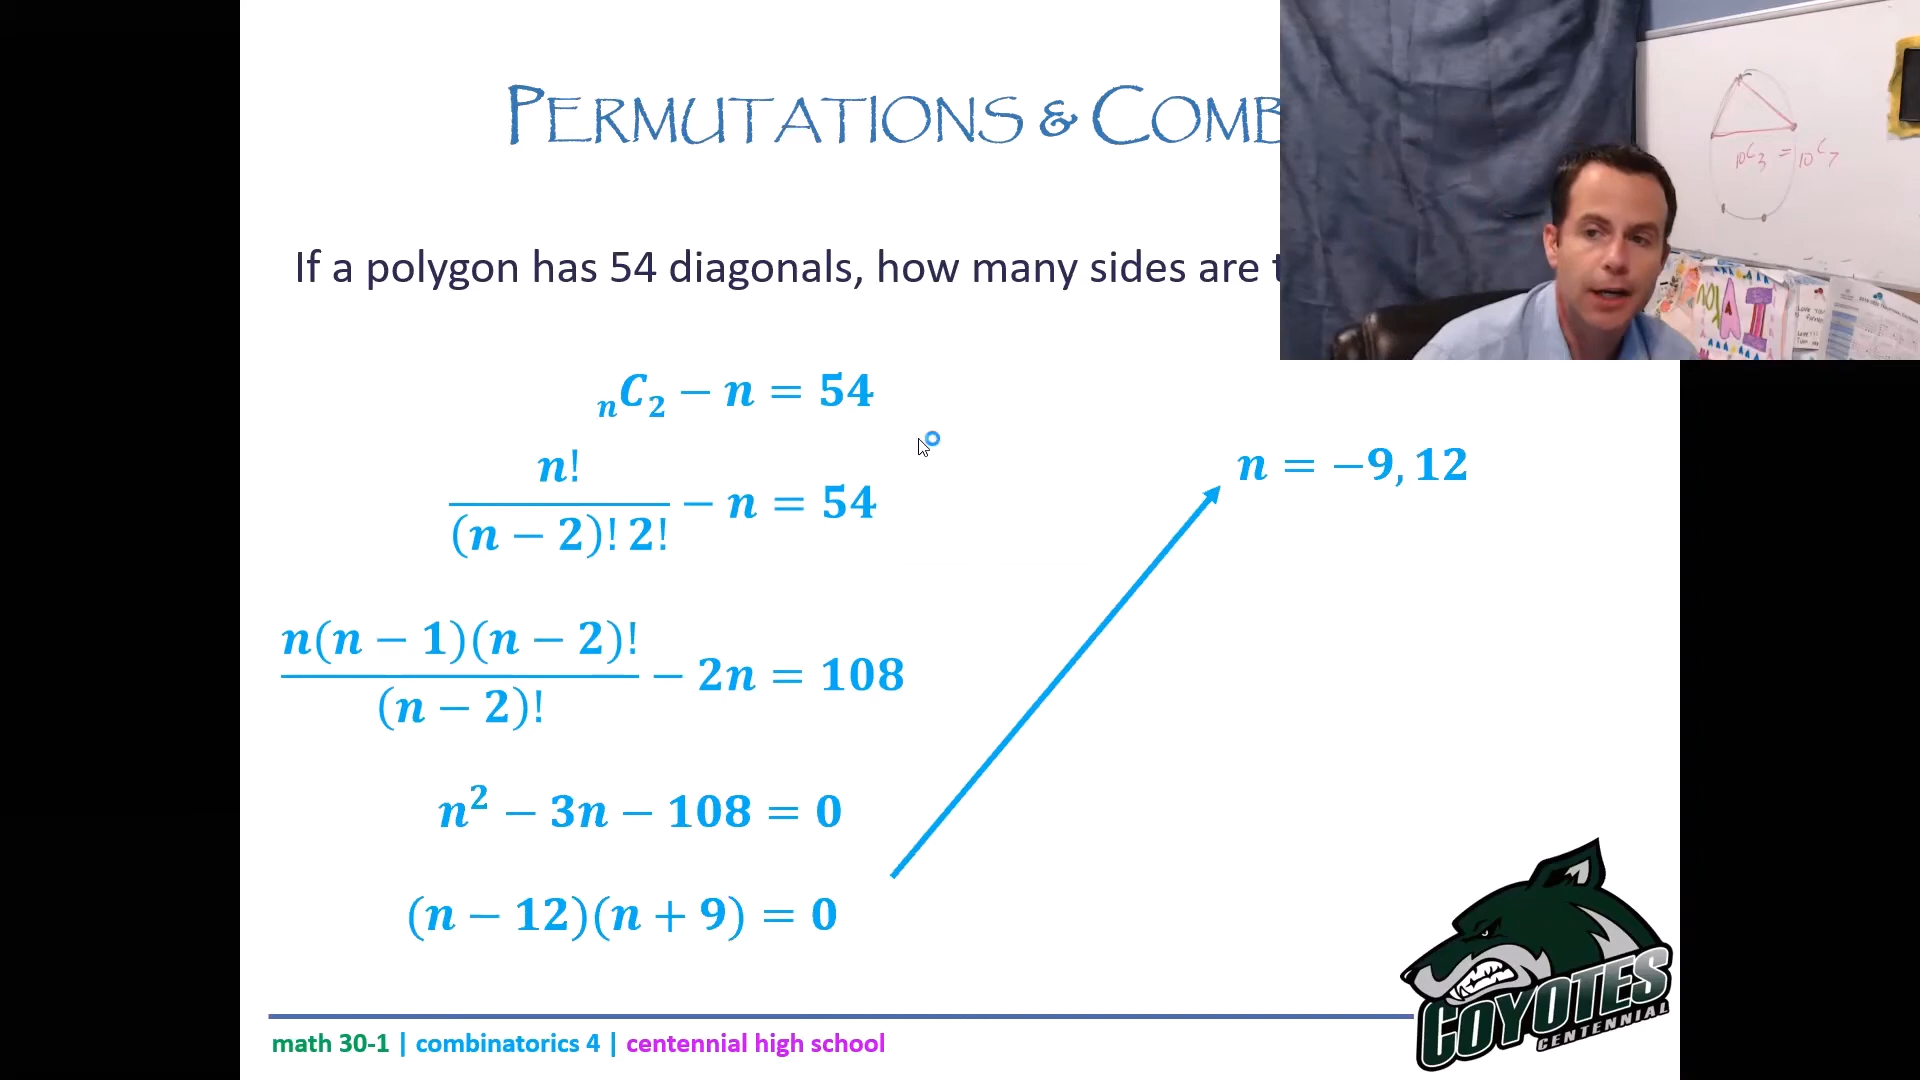 PERMUTATIONS & COMB
If a polygon has 54 diagonals, how many sides are t
ₙC₂ − n = 54
n!/((n − 2)! 2!) − n = 54
n(n − 1)(n − 2)!/(n − 2)! − 2n = 108
n² − 3n − 108 = 0
(n − 12)(n + 9) = 0
n = −9, 12
₁₀C₃ = ₁₀C₇
COYOTES
CENTENNIAL
math 30-1 | combinatorics 4 | centennial high school